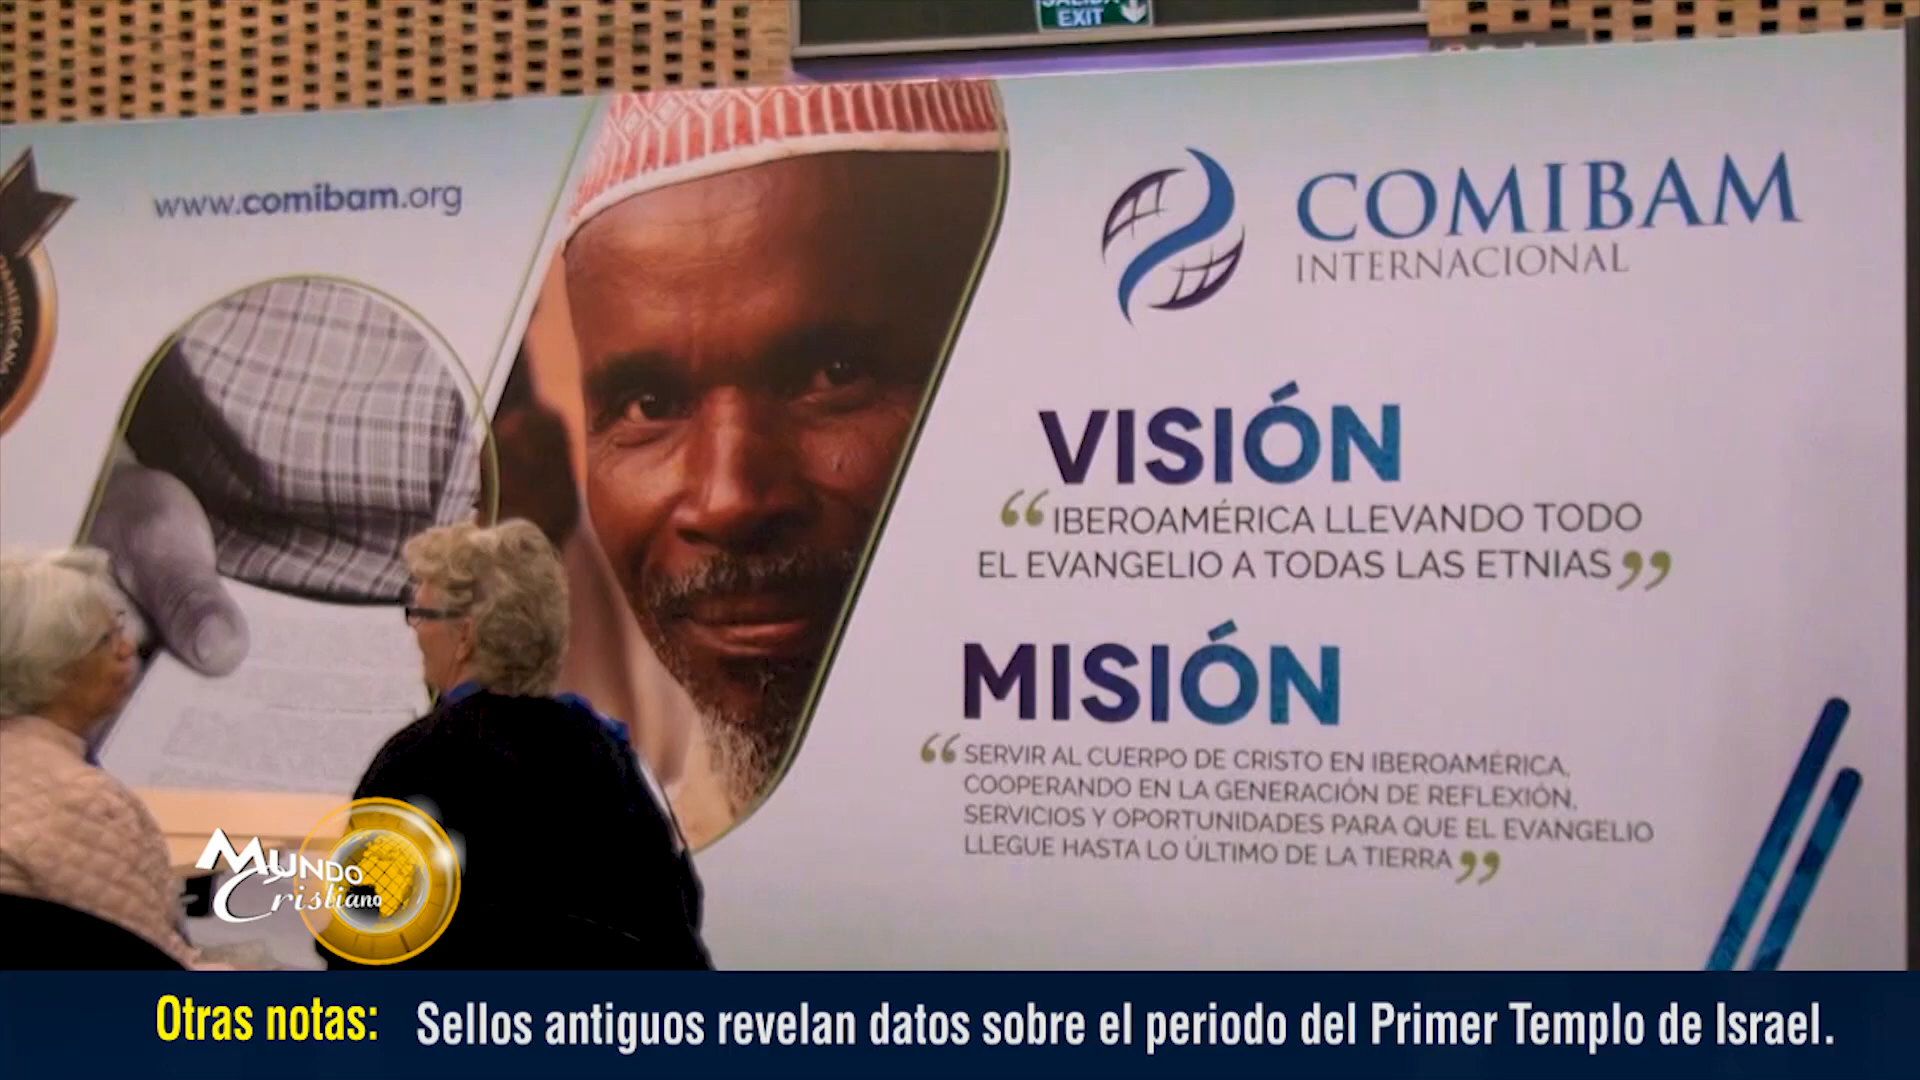 SALIDA
EXIT
www.comibam.org
COMIBAM
INTERNACIONAL
VISIÓN
“IBEROAMÉRICA LLEVANDO TODO
EL EVANGELIO A TODAS LAS ETNIAS”
MISIÓN
“SERVIR AL CUERPO DE CRISTO EN IBEROAMÉRICA,
COOPERANDO EN LA GENERACIÓN DE REFLEXIÓN,
SERVICIOS Y OPORTUNIDADES PARA QUE EL EVANGELIO
LLEGUE HASTA LO ÚLTIMO DE LA TIERRA”
MUNDO
Cristiano
Otras notas: Sellos antiguos revelan datos sobre el periodo del Primer Templo de Israel.